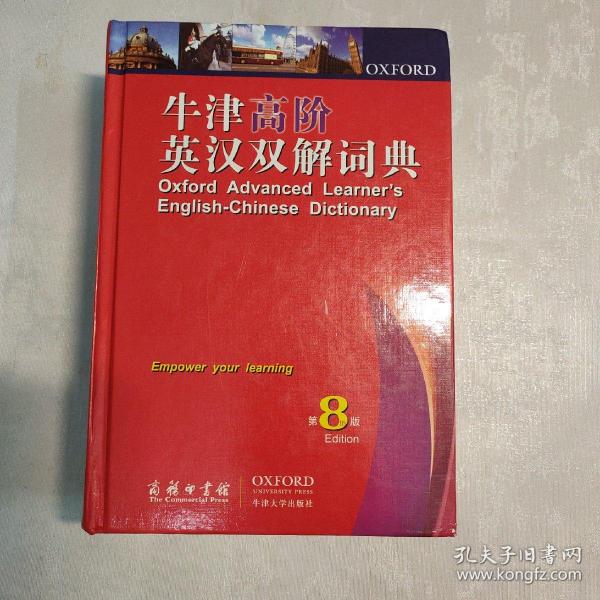 OXFORD
牛津高阶
英汉双解词典
Oxford Advanced Learner's
English-Chinese Dictionary
Empower your learning
第8版
Edition
商务印书馆
The Commercial Press
OXFORD
UNIVERSITY PRESS
牛津大学出版社
孔夫子旧书网
www.kongfz.com